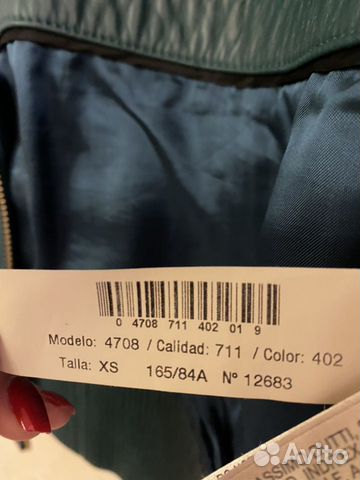 0 4708 711 402 01 9
Modelo: 4708 / Calidad: 711 / Color: 402
Talla: XS 165/84A Nº 12683
Avito